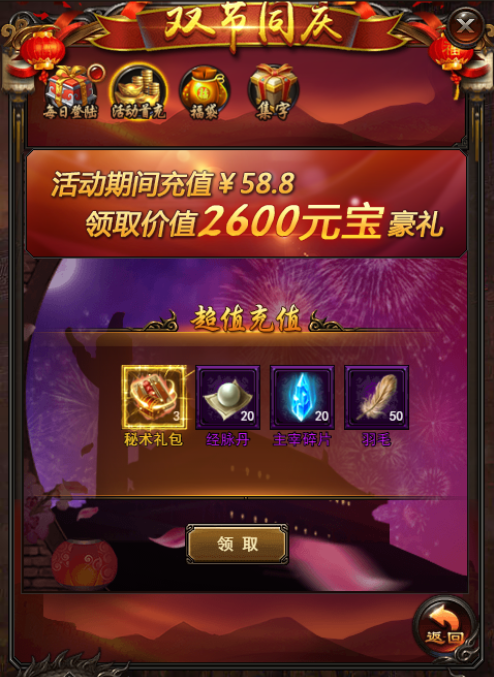 双节同庆
福
每日登陆
活动首充
福袋
集字
活动期间充值￥58.8
领取价值2600元宝豪礼
超值充值
3
20
20
50
秘术礼包
经脉丹
主宰碎片
羽毛
领取
返回